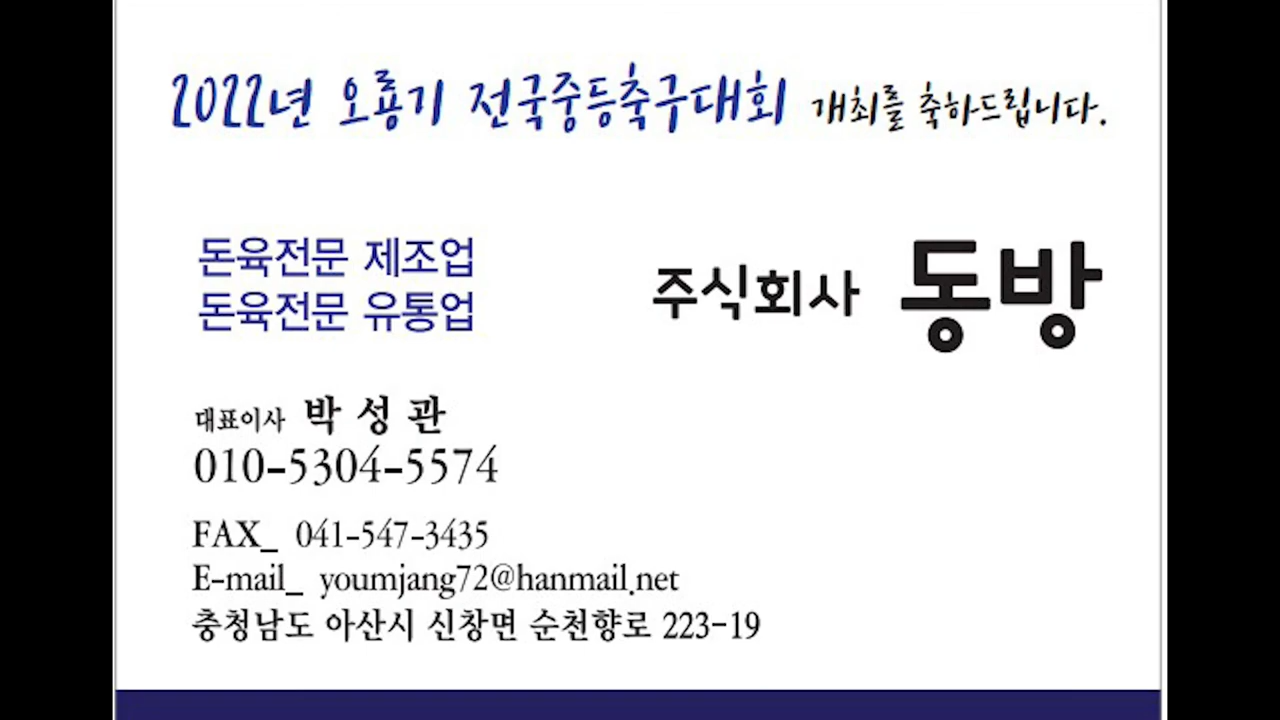 2022년 오룡기 전국중등축구대회 개최를 축하드립니다.
돈육전문 제조업
돈육전문 유통업
주식회사 동방
대표이사 박성관
010-5304-5574
FAX_ 041-547-3435
E-mail_ youmjang72@hanmail.net
충청남도 아산시 신창면 순천향로 223-19